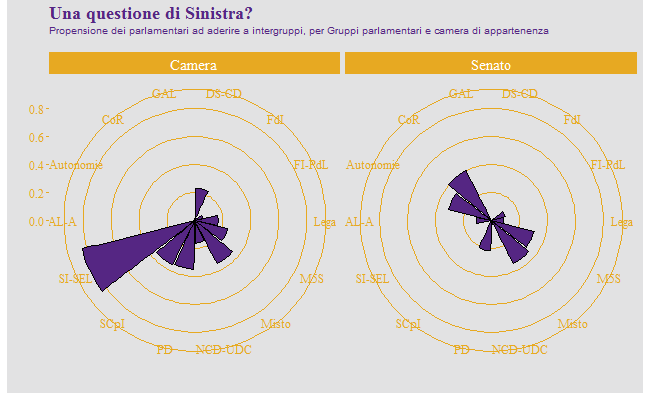 Una questione di Sinistra?
Propensione dei parlamentari ad aderire a intergruppi, per Gruppi parlamentari e camera di appartenenza
Camera
Senato
GAL DS-CD
CoR FdI
0.8
0.6
0.4 Autonomie FI-PdL
0.2
0.0 AL-A Lega
SI-SEL M5S
SCpI Misto
PD NCD-UDC
GAL DS-CD
CoR FdI
Autonomie FI-PdL
AL-A Lega
SI-SEL M5S
SCpI Misto
PD NCD-UDC